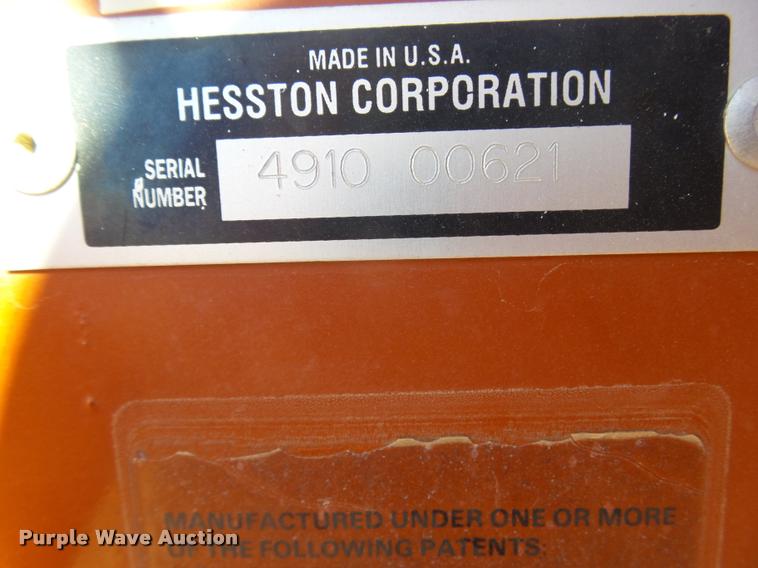 MADE IN U.S.A.
HESSTON CORPORATION
SERIAL
NUMBER
4910 00621
MANUFACTURED UNDER ONE OR MORE
OF THE FOLLOWING PATENTS:
Purple Wave Auction